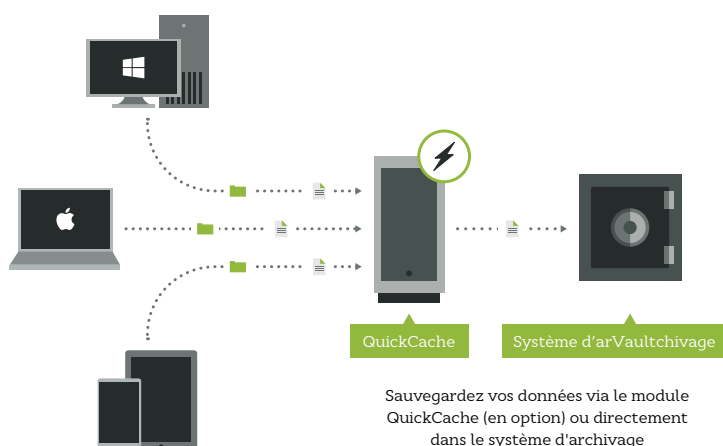 QuickCache
Système d'arVaultchivage
Sauvegardez vos données via le module
QuickCache (en option) ou directement
dans le système d'archivage